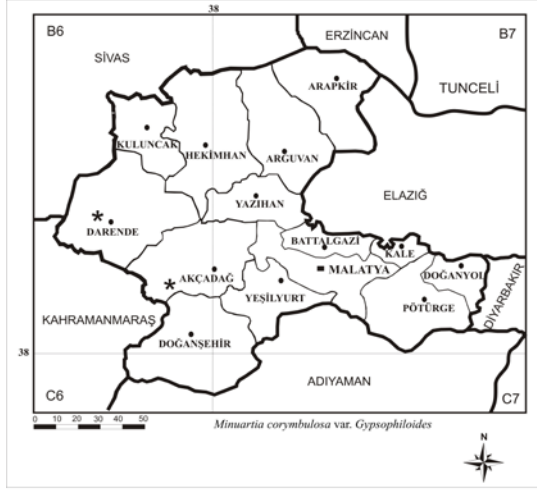 38
B6
ERZİNCAN
B7
SİVAS
TUNCELİ
ARAPKİR
KULUNCAK
HEKİMHAN
ARGUVAN
ELAZIĞ
YAZIHAN
DARENDE
BATTALGAZİ
KALE
AKÇADAĞ
MALATYA
DOĞANYOL
DİYARBAKIR
YEŞİLYURT
PÖTÜRGE
KAHRAMANMARAŞ
DOĞANŞEHİR
38
ADIYAMAN
C6
C7
0 10 20 30 40 50
Minuartia corymbulosa var. Gypsophiloides
N